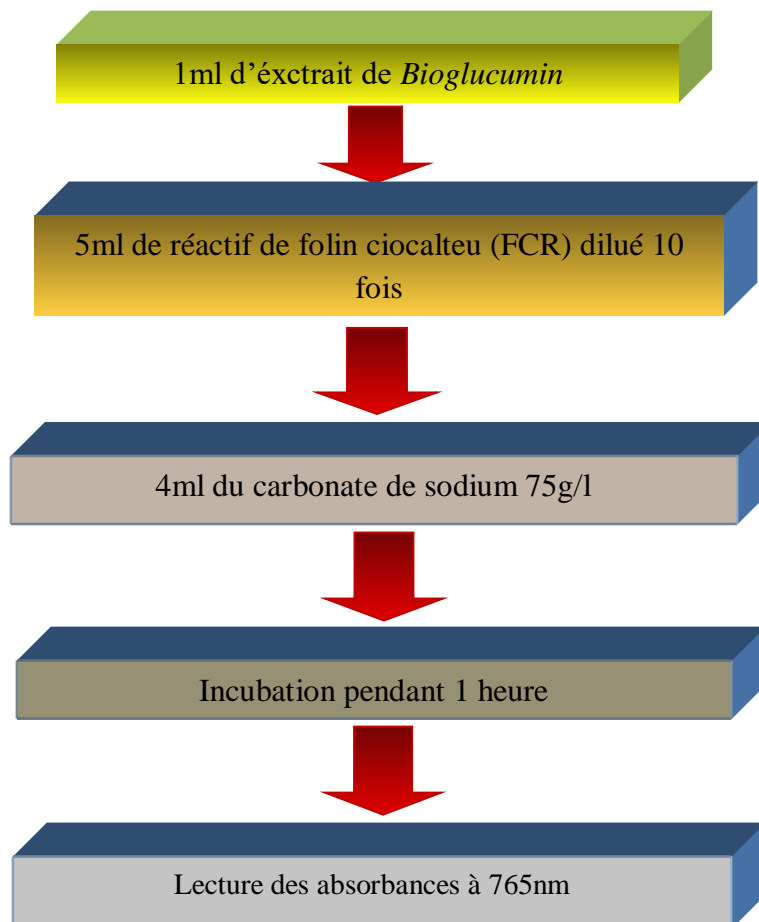 1ml d’éxctrait de Bioglucumin
5ml de réactif de folin ciocalteu (FCR) dilué 10
fois
4ml du carbonate de sodium 75g/l
Incubation pendant 1 heure
Lecture des absorbances à 765nm